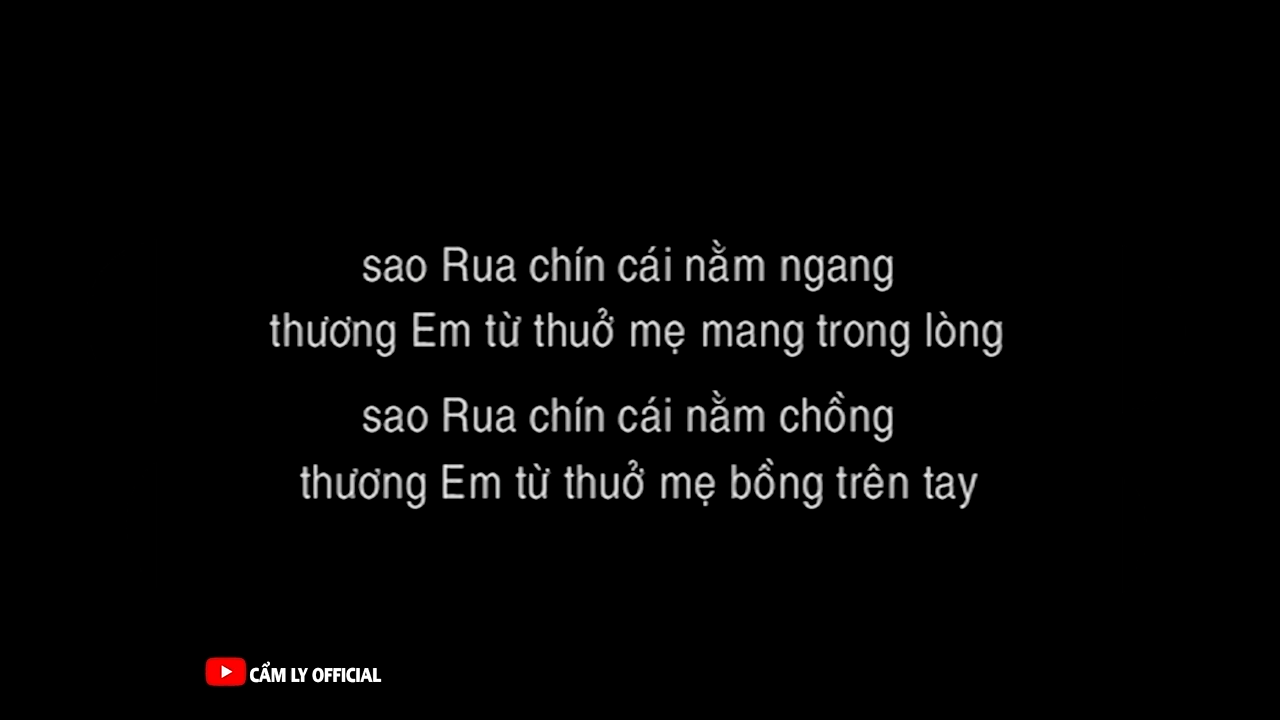 sao Rua chín cái nằm ngang
thương Em từ thuở mẹ mang trong lòng
sao Rua chín cái nằm chồng
thương Em từ thuở mẹ bồng trên tay
CẨM LY OFFICIAL